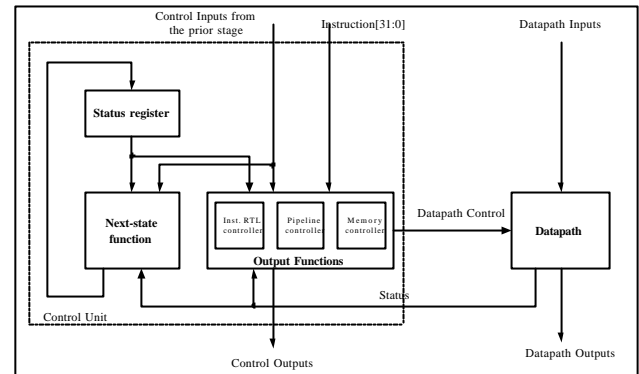 Control Inputs from
the prior stage
Instruction[31:0]
Datapath Inputs
Status register
Next-state
function
Inst. RTL
controller
Pipeline
controller
Memory
controller
Output Functions
Datapath Control
Datapath
Status
Control Unit
Control Outputs
Datapath Outputs